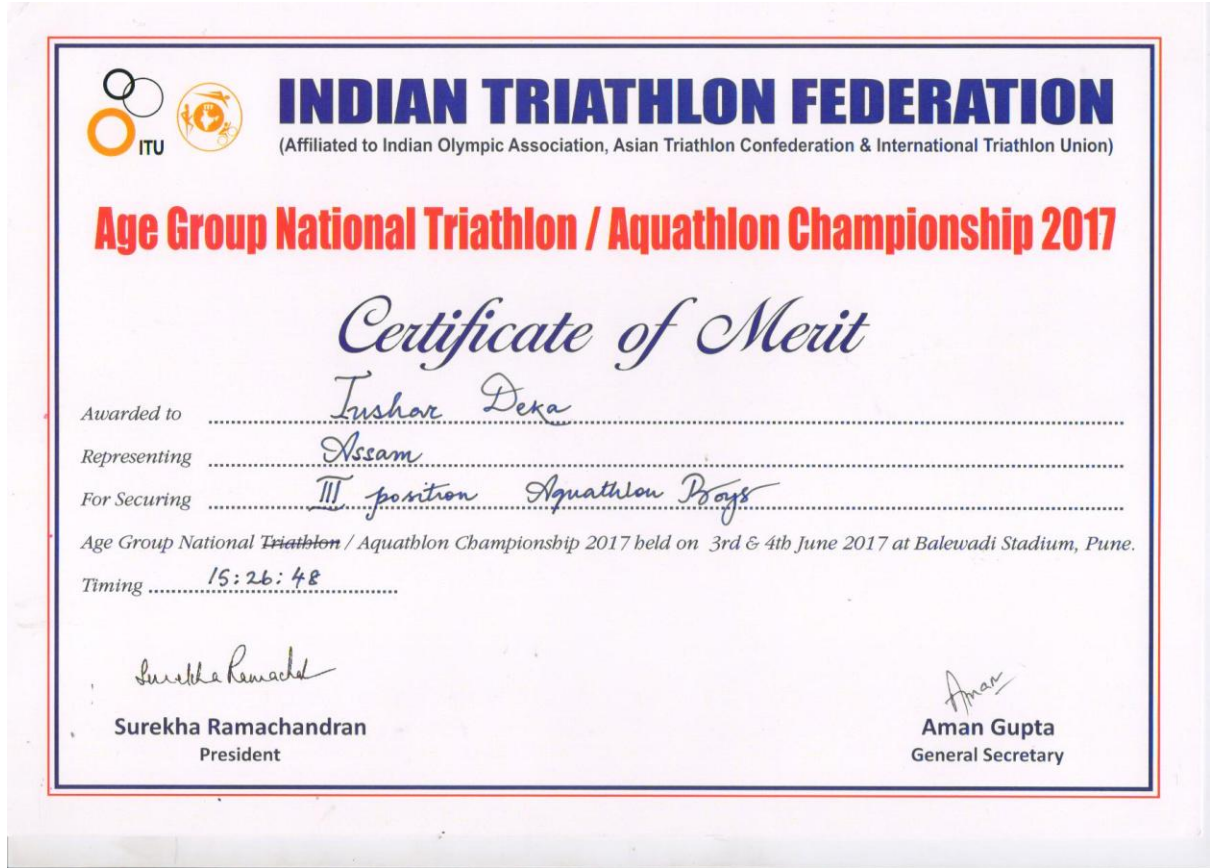 ITU
INDIAN TRIATHLON FEDERATION
(Affiliated to Indian Olympic Association, Asian Triathlon Confederation & International Triathlon Union)
Age Group National Triathlon / Aquathlon Championship 2017
Certificate of Merit
Awarded to Tushar Deka
Representing Assam
For Securing III position Aquathlon Boys
Age Group National Triathlon / Aquathlon Championship 2017 held on 3rd & 4th June 2017 at Balewadi Stadium, Pune.
Timing 15:26:48
Aman
Surekha Ramachandran Aman Gupta
President General Secretary